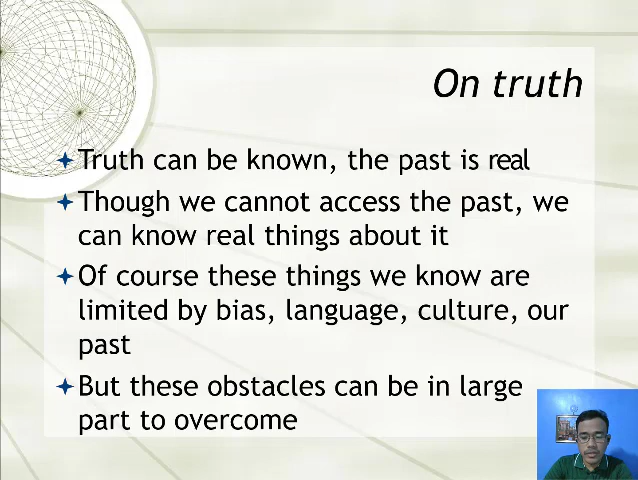 On truth
Truth can be known, the past is real
Though we cannot access the past, we
can know real things about it
Of course these things we know are
limited by bias, language, culture, our
past
But these obstacles can be in large
part to overcome